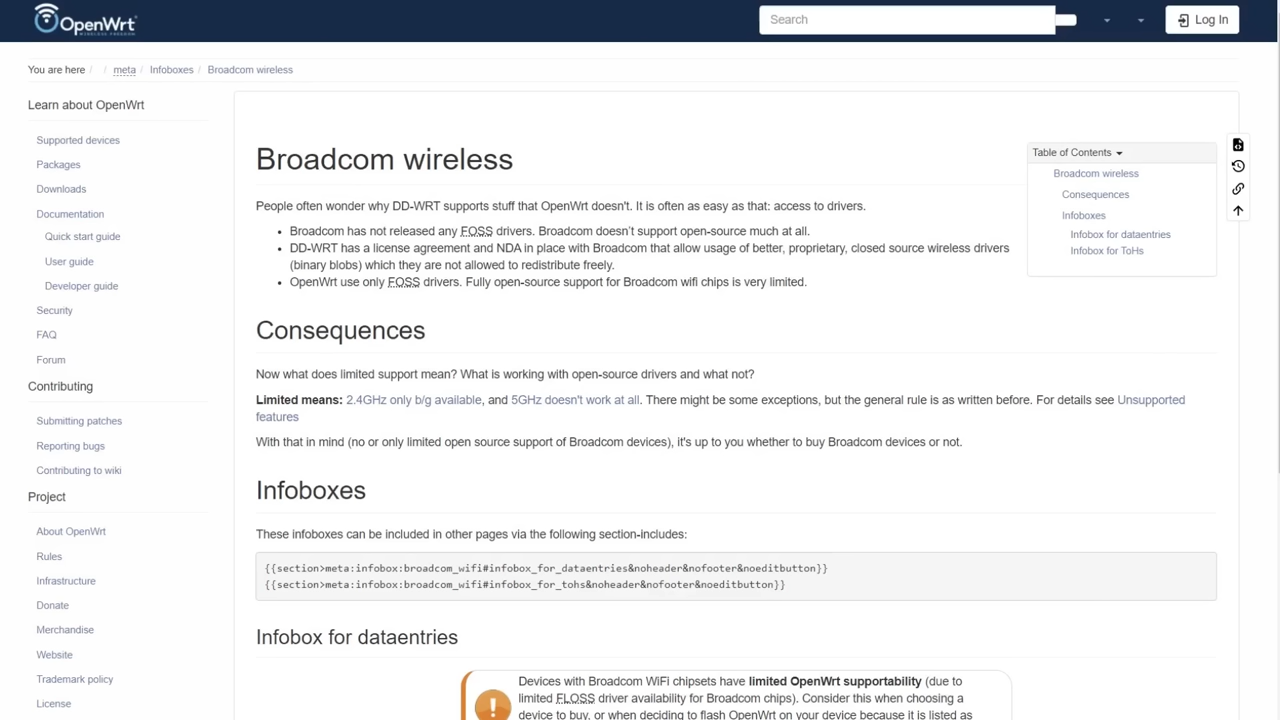 OpenWrt
WIRELESS FREEDOM
Search
Log In
You are here / / meta / Infoboxes / Broadcom wireless
Learn about OpenWrt
Supported devices
Packages
Downloads
Documentation
Quick start guide
User guide
Developer guide
Security
FAQ
Forum
Contributing
Submitting patches
Reporting bugs
Contributing to wiki
Project
About OpenWrt
Rules
Infrastructure
Donate
Merchandise
Website
Trademark policy
License
Broadcom wireless
People often wonder why DD-WRT supports stuff that OpenWrt doesn't. It is often as easy as that: access to drivers.
• Broadcom has not released any FOSS drivers. Broadcom doesn't support open-source much at all.
• DD-WRT has a license agreement and NDA in place with Broadcom that allow usage of better, proprietary, closed source wireless drivers
(binary blobs) which they are not allowed to redistribute freely.
• OpenWrt use only FOSS drivers. Fully open-source support for Broadcom wifi chips is very limited.
Table of Contents
Broadcom wireless
Consequences
Infoboxes
Infobox for dataentries
Infobox for ToHs
Consequences
Now what does limited support mean? What is working with open-source drivers and what not?
Limited means: 2.4GHz only b/g available, and 5GHz doesn't work at all. There might be some exceptions, but the general rule is as written before. For details see Unsupported
features
With that in mind (no or only limited open source support of Broadcom devices), it's up to you whether to buy Broadcom devices or not.
Infoboxes
These infoboxes can be included in other pages via the following section-includes:
{{section>meta:infobox:broadcom_wifi#infobox_for_dataentries&noheader&nofooter&noeditbutton}}
{{section>meta:infobox:broadcom_wifi#infobox_for_tohs&noheader&nofooter&noeditbutton}}
Infobox for dataentries
Devices with Broadcom WiFi chipsets have limited OpenWrt supportability (due to
limited FLOSS driver availability for Broadcom chips). Consider this when choosing a
device to buy, or when deciding to flash OpenWrt on your device because it is listed as